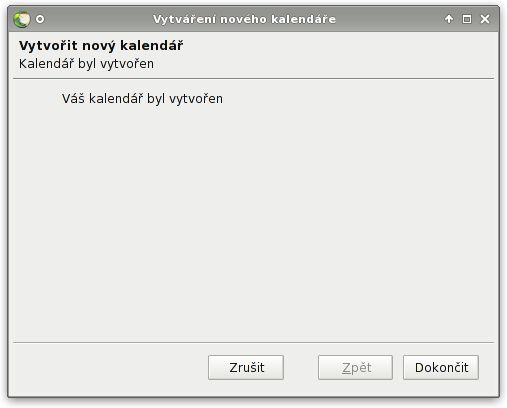 Vytváření nového kalendáře
Vytvořit nový kalendář
Kalendář byl vytvořen
Váš kalendář byl vytvořen
Zrušit
Zpět
Dokončit